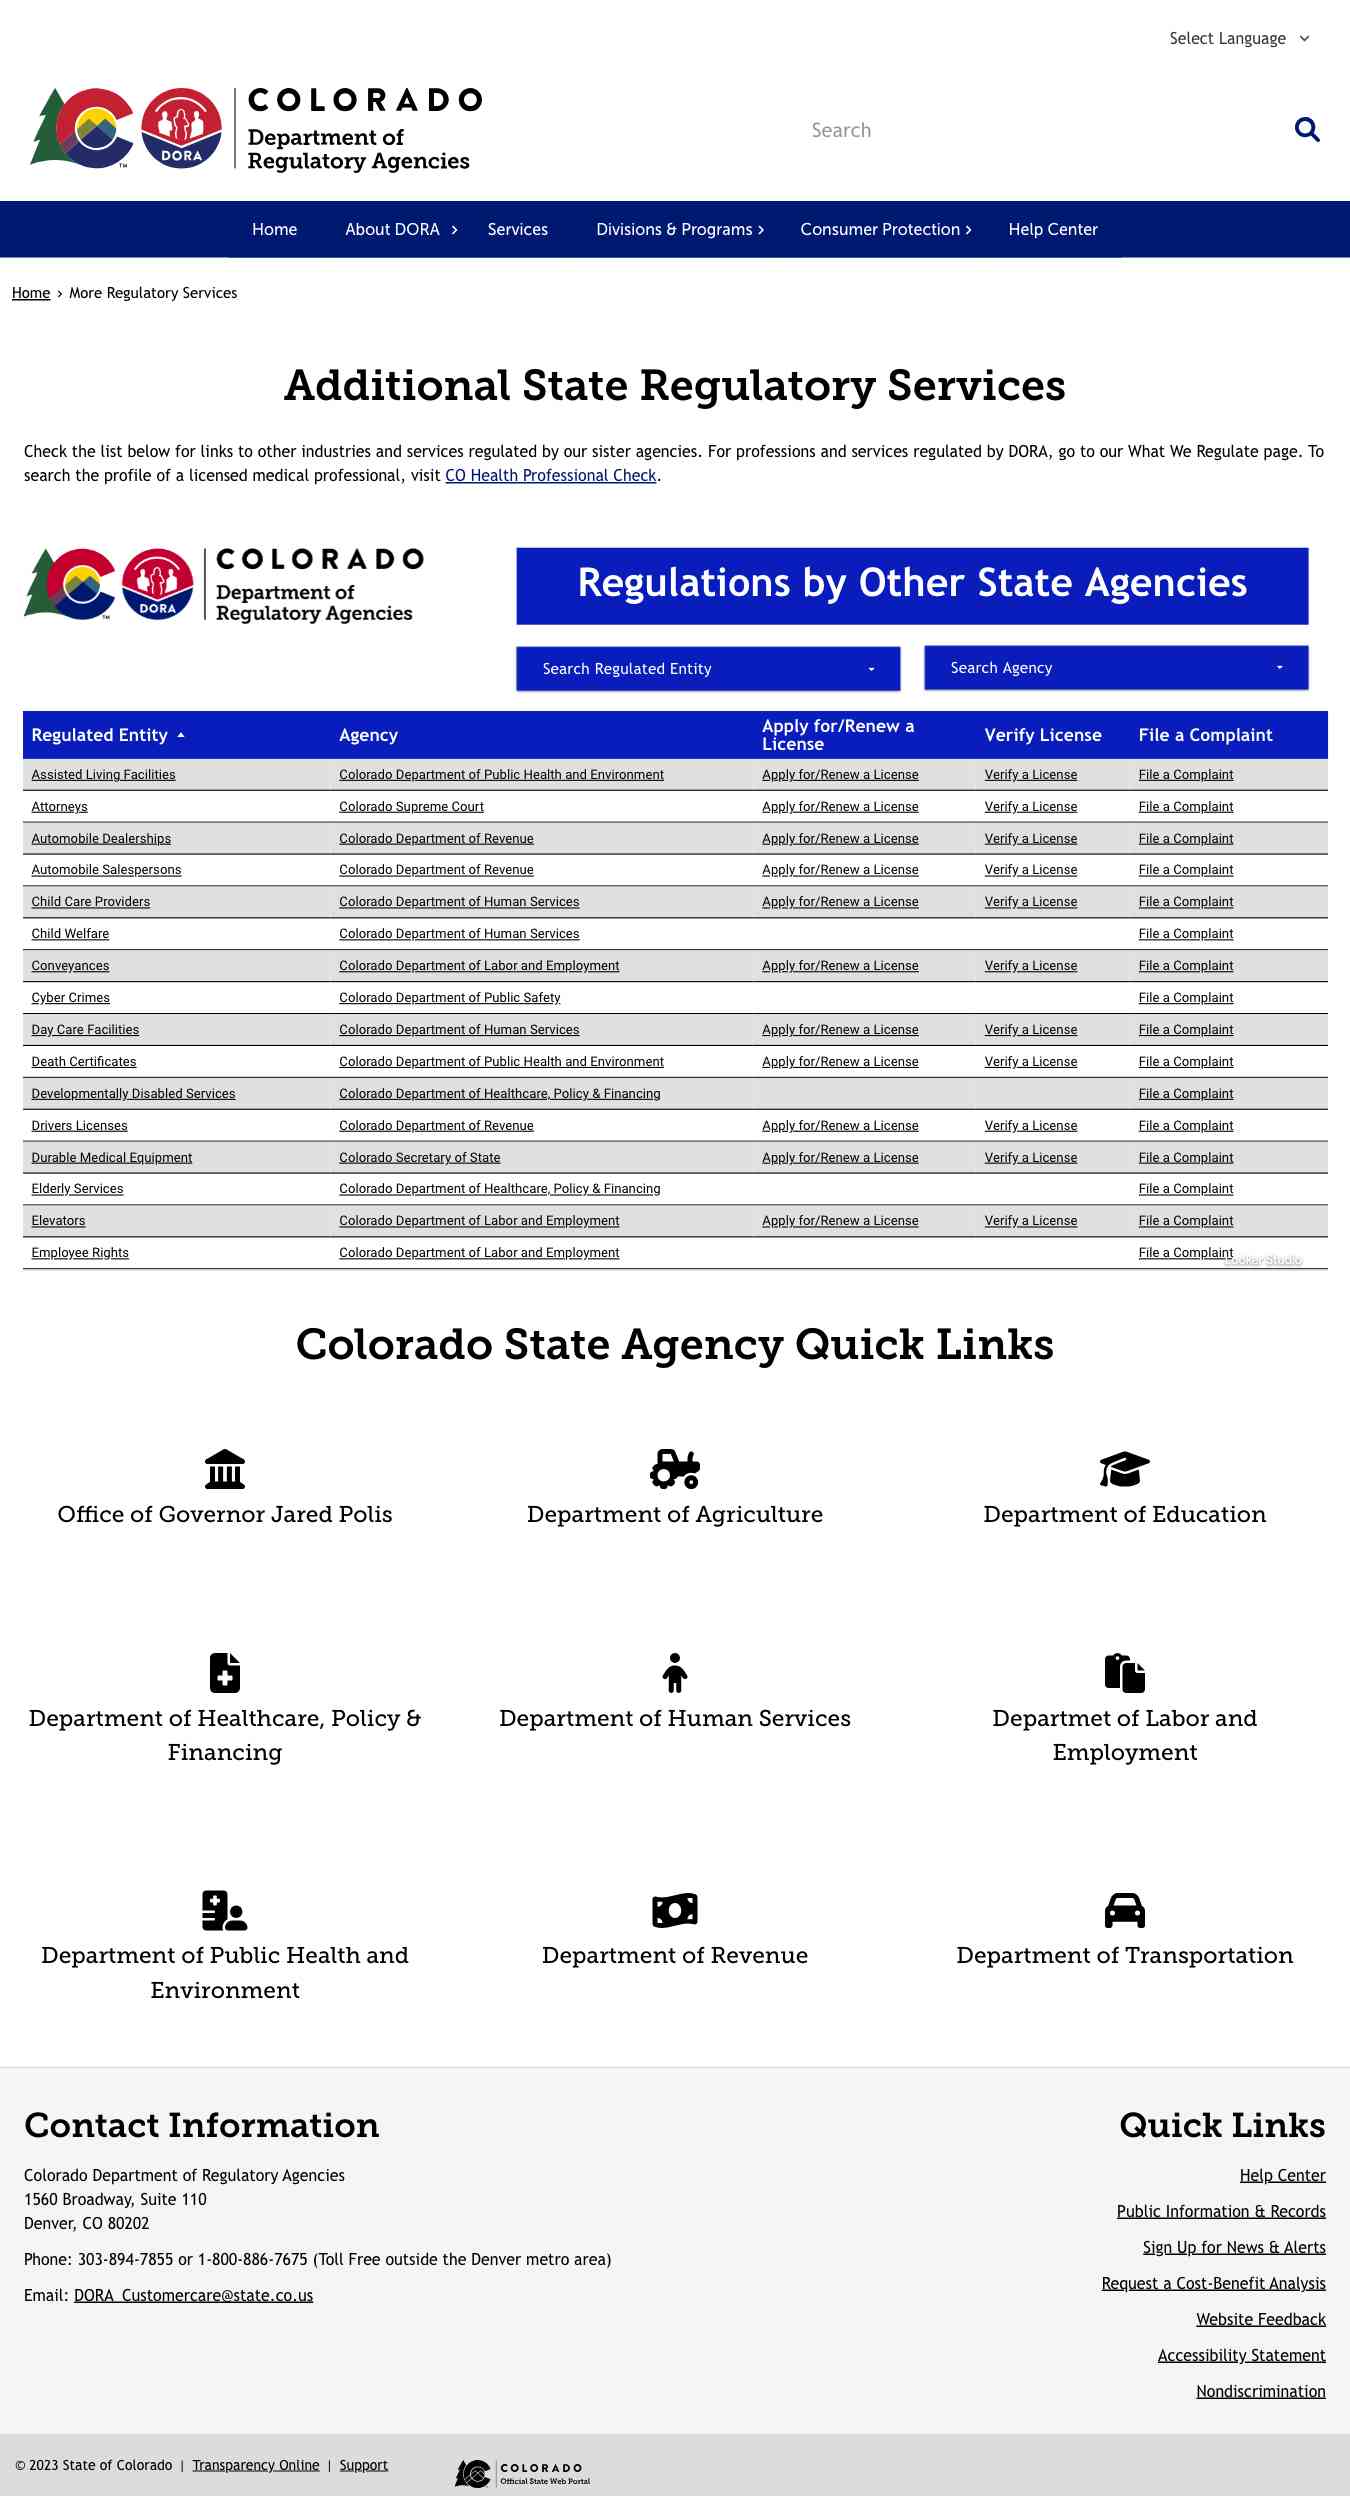 Select Language
COLORADO
Department of
Regulatory Agencies
DORA
TM
Search
Home About DORA Services Divisions & Programs Consumer Protection Help Center
Home > More Regulatory Services
Additional State Regulatory Services
Check the list below for links to other industries and services regulated by our sister agencies. For professions and services regulated by DORA, go to our What We Regulate page. To
search the profile of a licensed medical professional, visit CO Health Professional Check.
COLORADO
Department of
Regulatory Agencies
DORA
TM
Regulations by Other State Agencies
Search Regulated Entity Search Agency
Regulated Entity Agency Apply for/Renew a License Verify License File a Complaint
Assisted Living Facilities Colorado Department of Public Health and Environment Apply for/Renew a License Verify a License File a Complaint
Attorneys Colorado Supreme Court Apply for/Renew a License Verify a License File a Complaint
Automobile Dealerships Colorado Department of Revenue Apply for/Renew a License Verify a License File a Complaint
Automobile Salespersons Colorado Department of Revenue Apply for/Renew a License Verify a License File a Complaint
Child Care Providers Colorado Department of Human Services Apply for/Renew a License Verify a License File a Complaint
Child Welfare Colorado Department of Human Services File a Complaint
Conveyances Colorado Department of Labor and Employment Apply for/Renew a License Verify a License File a Complaint
Cyber Crimes Colorado Department of Public Safety File a Complaint
Day Care Facilities Colorado Department of Human Services Apply for/Renew a License Verify a License File a Complaint
Death Certificates Colorado Department of Public Health and Environment Apply for/Renew a License Verify a License File a Complaint
Developmentally Disabled Services Colorado Department of Healthcare, Policy & Financing File a Complaint
Drivers Licenses Colorado Department of Revenue Apply for/Renew a License Verify a License File a Complaint
Durable Medical Equipment Colorado Secretary of State Apply for/Renew a License Verify a License File a Complaint
Elderly Services Colorado Department of Healthcare, Policy & Financing File a Complaint
Elevators Colorado Department of Labor and Employment Apply for/Renew a License Verify a License File a Complaint
Employee Rights Colorado Department of Labor and Employment File a Complaint
Looker Studio
Colorado State Agency Quick Links
Office of Governor Jared Polis
Department of Agriculture
Department of Education
Department of Healthcare, Policy &
Financing
Department of Human Services
Departmet of Labor and
Employment
Department of Public Health and
Environment
Department of Revenue
Department of Transportation
Contact Information
Colorado Department of Regulatory Agencies
1560 Broadway, Suite 110
Denver, CO 80202
Phone: 303-894-7855 or 1-800-886-7675 (Toll Free outside the Denver metro area)
Email: DORA_Customercare@state.co.us
Quick Links
Help Center
Public Information & Records
Sign Up for News & Alerts
Request a Cost-Benefit Analysis
Website Feedback
Accessibility Statement
Nondiscrimination
© 2023 State of Colorado | Transparency Online | Support
COLORADO
Official State Web Portal